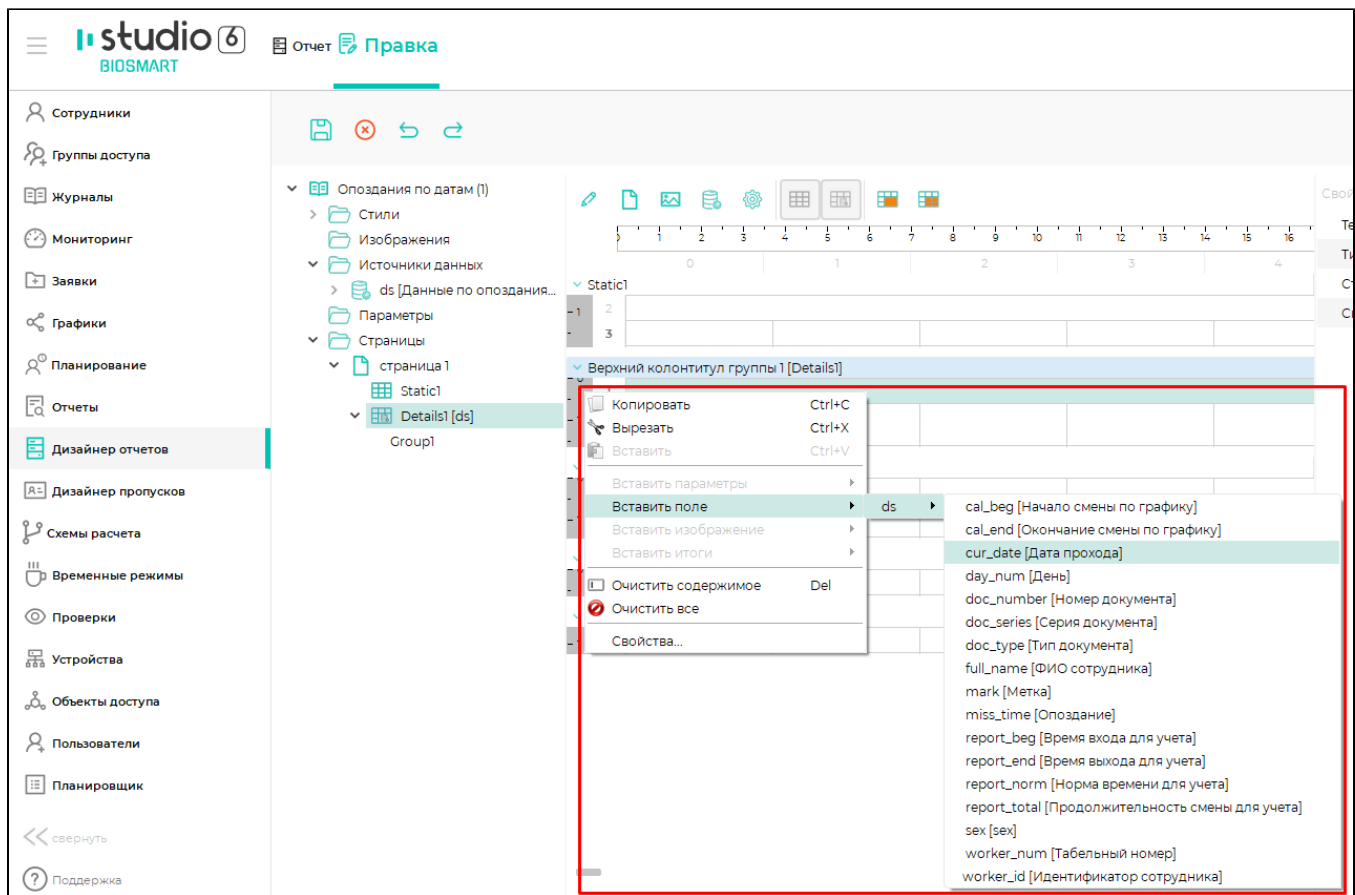 studio 6
BIOSMART
Отчет
Правка
Сотрудники
Группы доступа
Журналы
Мониторинг
Заявки
Графики
Планирование
Отчеты
Дизайнер отчетов
Дизайнер пропусков
Схемы расчета
Временные режимы
Проверки
Устройства
Объекты доступа
Пользователи
Планировщик
свернуть
Поддержка
Опоздания по датам (1)
Стили
Изображения
Источники данных
ds [Данные по опоздания...
Параметры
Страницы
страница 1
Static1
Details1 [ds]
Group1
1 2 3 4 5 6 7 8 9 10 11 12 13 14 15 16
0 1 2 3 4
Static1
1 2
3
Верхний колонтитул группы 1 [Details1]
Копировать Ctrl+C
Вырезать Ctrl+X
Вставить Ctrl+V
Вставить параметры
Вставить поле
Вставить изображение
Вставить итоги
Очистить содержимое Del
Очистить все
Свойства...
ds
cal_beg [Начало смены по графику]
cal_end [Окончание смены по графику]
cur_date [Дата прохода]
day_num [День]
doc_number [Номер документа]
doc_series [Серия документа]
doc_type [Тип документа]
full_name [ФИО сотрудника]
mark [Метка]
miss_time [Опоздание]
report_beg [Время входа для учета]
report_end [Время выхода для учета]
report_norm [Норма времени для учета]
report_total [Продолжительность смены для учета]
sex [sex]
worker_num [Табельный номер]
worker_id [Идентификатор сотрудника]